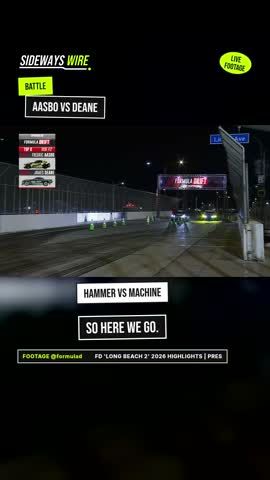 SIDEWAYS WIRE.
LIVE
FOOTAGE
BATTLE
AASBO VS DEANE
FORMULA DRIFT
TOP 8
FREDRIC AASBO
JAMES DEANE
FORMULA DRIFT
HAMMER VS MACHINE
SO HERE WE GO.
FOOTAGE @formulad
FD 'LONG BEACH 2' 2026 HIGHLIGHTS | PRES